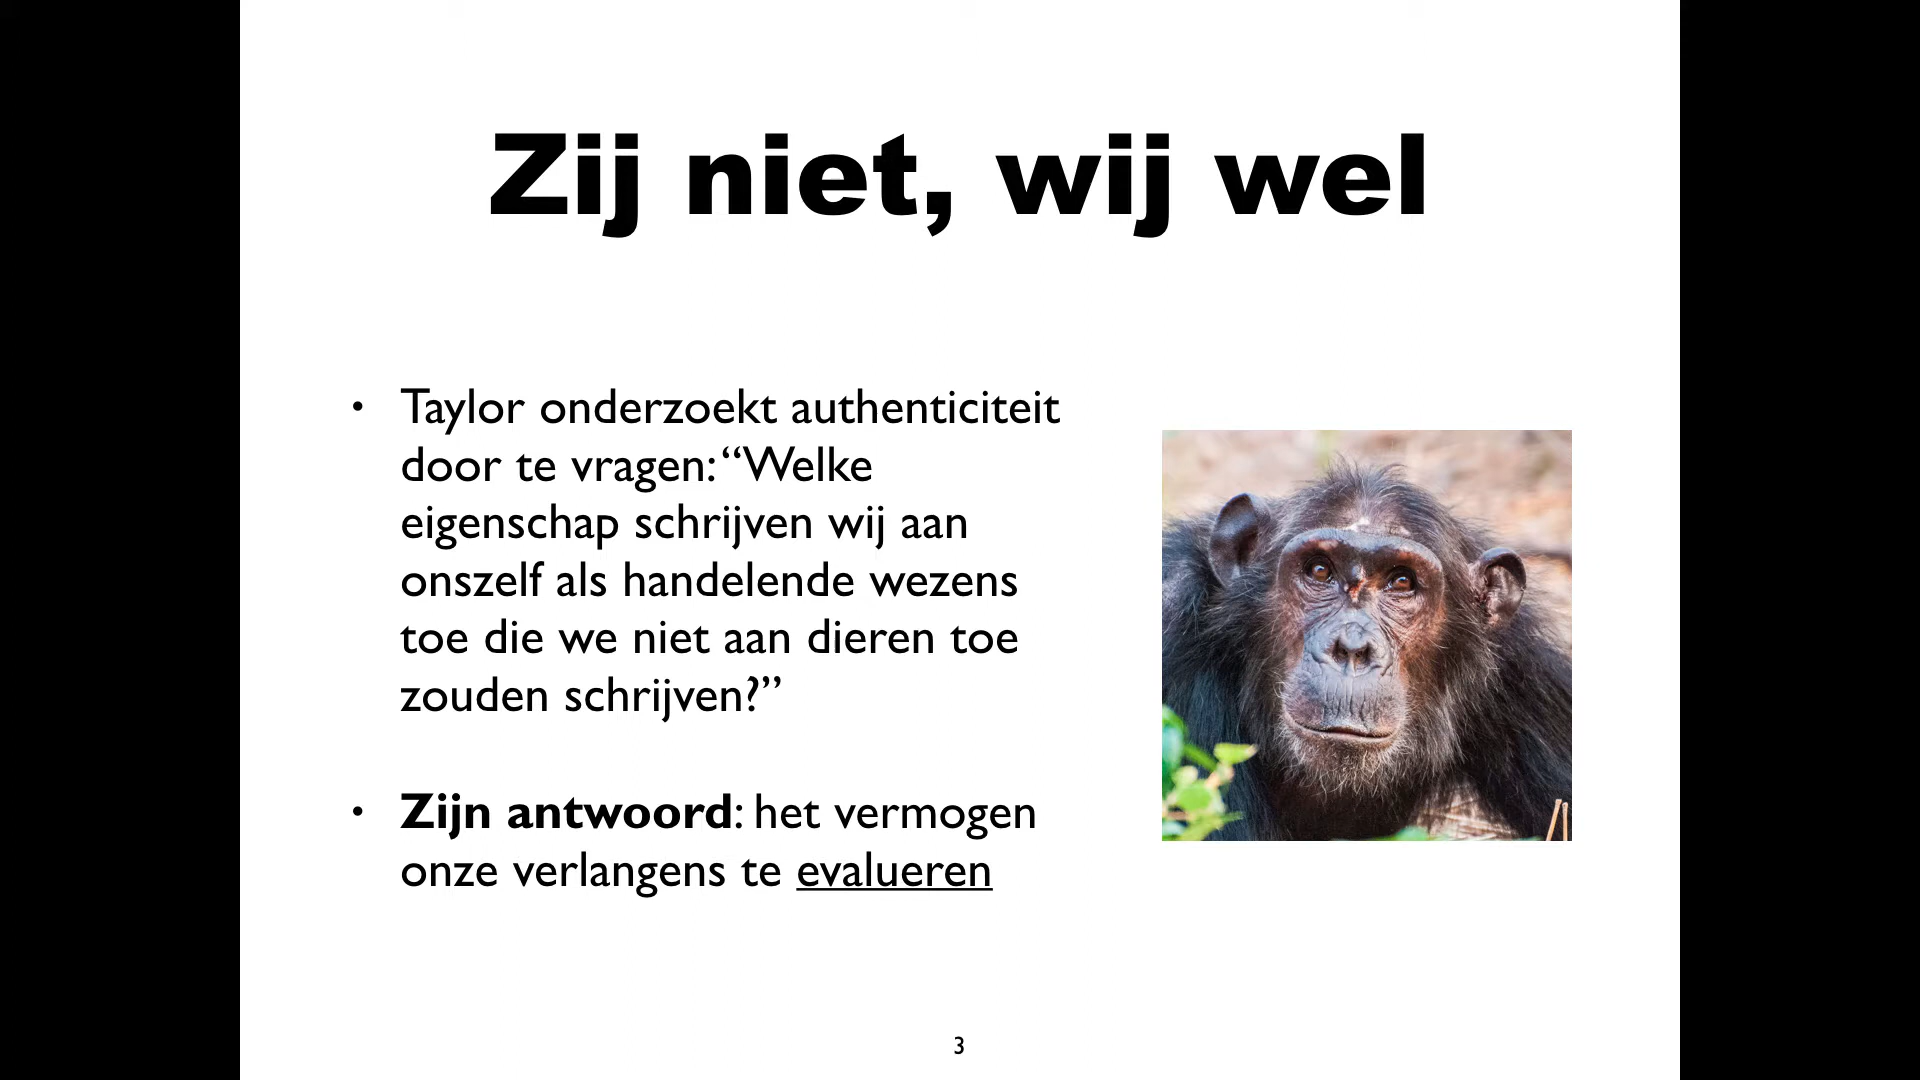 Zij niet, wij wel
• Taylor onderzoekt authenticiteit
door te vragen: “Welke
eigenschap schrijven wij aan
onszelf als handelende wezens
toe die we niet aan dieren toe
zouden schrijven?”
• Zijn antwoord: het vermogen
onze verlangens te evalueren
3